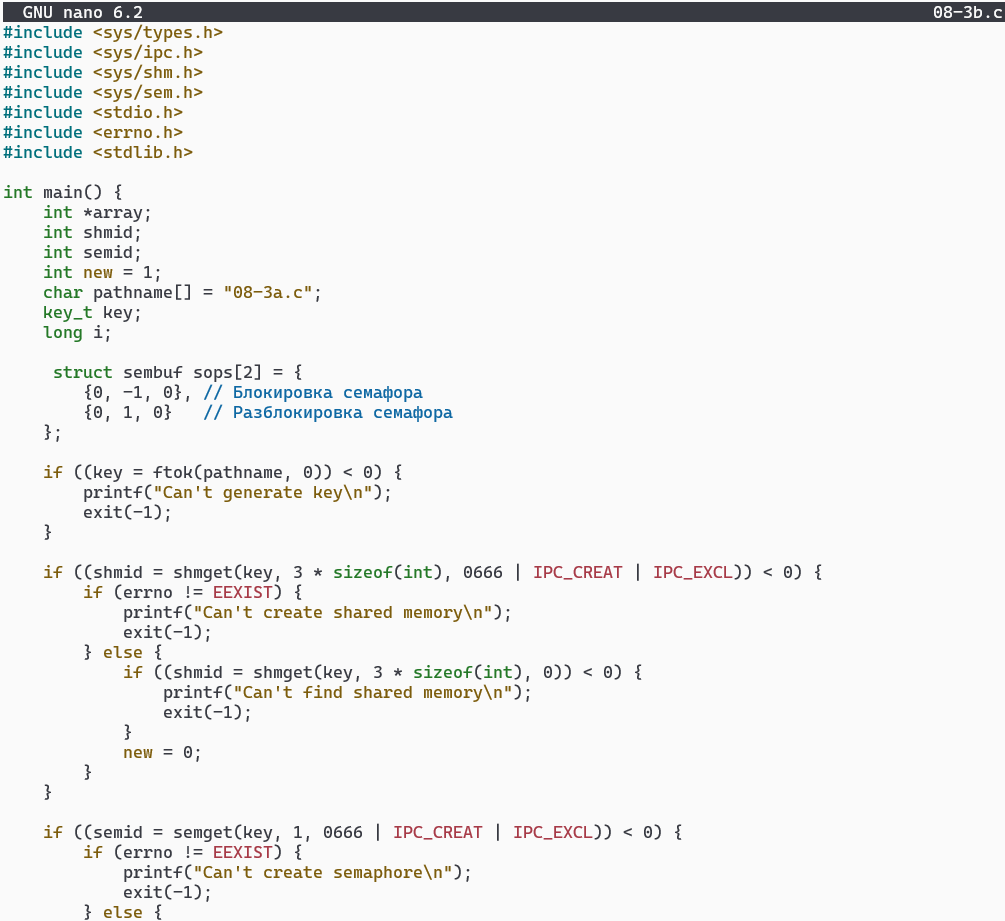 GNU nano 6.2 08-3b.c
#include <sys/types.h>
#include <sys/ipc.h>
#include <sys/shm.h>
#include <sys/sem.h>
#include <stdio.h>
#include <errno.h>
#include <stdlib.h>

int main() {
    int *array;
    int shmid;
    int semid;
    int new = 1;
    char pathname[] = "08-3a.c";
    key_t key;
    long i;

     struct sembuf sops[2] = {
        {0, -1, 0}, // Блокировка семафора
        {0, 1, 0}   // Разблокировка семафора
    };

    if ((key = ftok(pathname, 0)) < 0) {
        printf("Can't generate key\n");
        exit(-1);
    }

    if ((shmid = shmget(key, 3 * sizeof(int), 0666 | IPC_CREAT | IPC_EXCL)) < 0) {
        if (errno != EEXIST) {
            printf("Can't create shared memory\n");
            exit(-1);
        } else {
            if ((shmid = shmget(key, 3 * sizeof(int), 0)) < 0) {
                printf("Can't find shared memory\n");
                exit(-1);
            }
            new = 0;
        }
    }

    if ((semid = semget(key, 1, 0666 | IPC_CREAT | IPC_EXCL)) < 0) {
        if (errno != EEXIST) {
            printf("Can't create semaphore\n");
            exit(-1);
        } else {